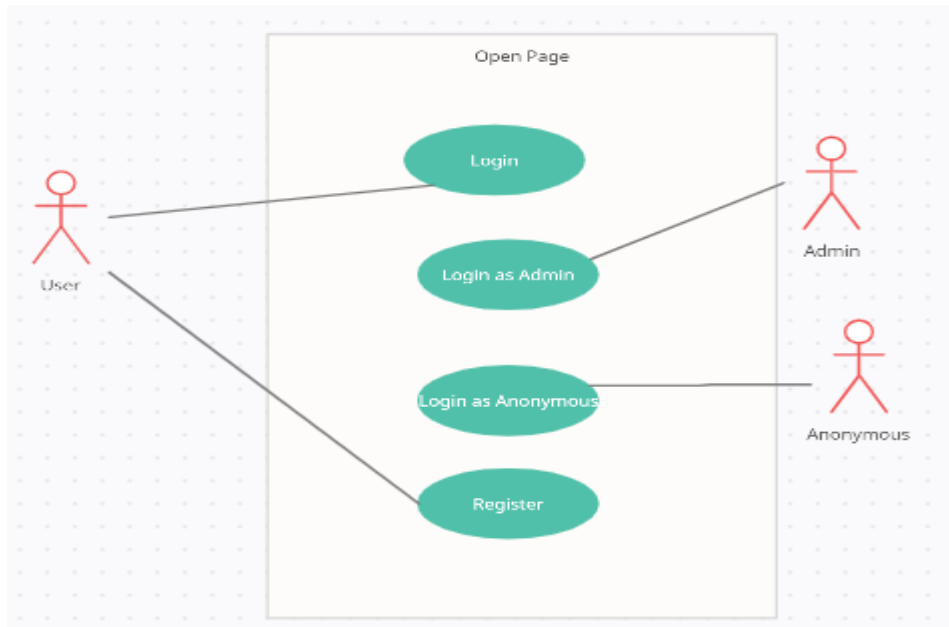 Open Page
Login
Login as Admin
Admin
User
Login as Anonymous
Anonymous
Register